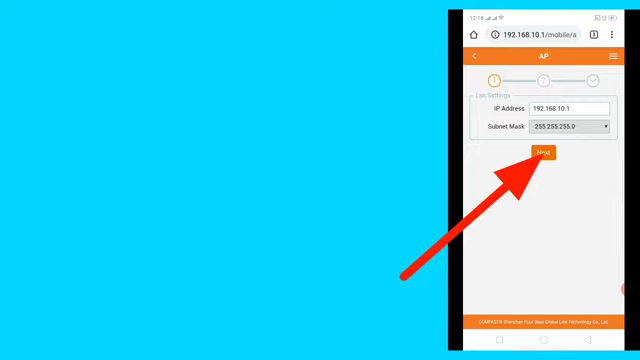 12:18
192.168.10.1/mobile/a
3
AP
1
2
Lan Settings
IP Address
192.168.10.1
Subnet Mask
255.255.255.0
Next
COMFAST® Shenzhen Four Seas Global Link Technology Co., Ltd.